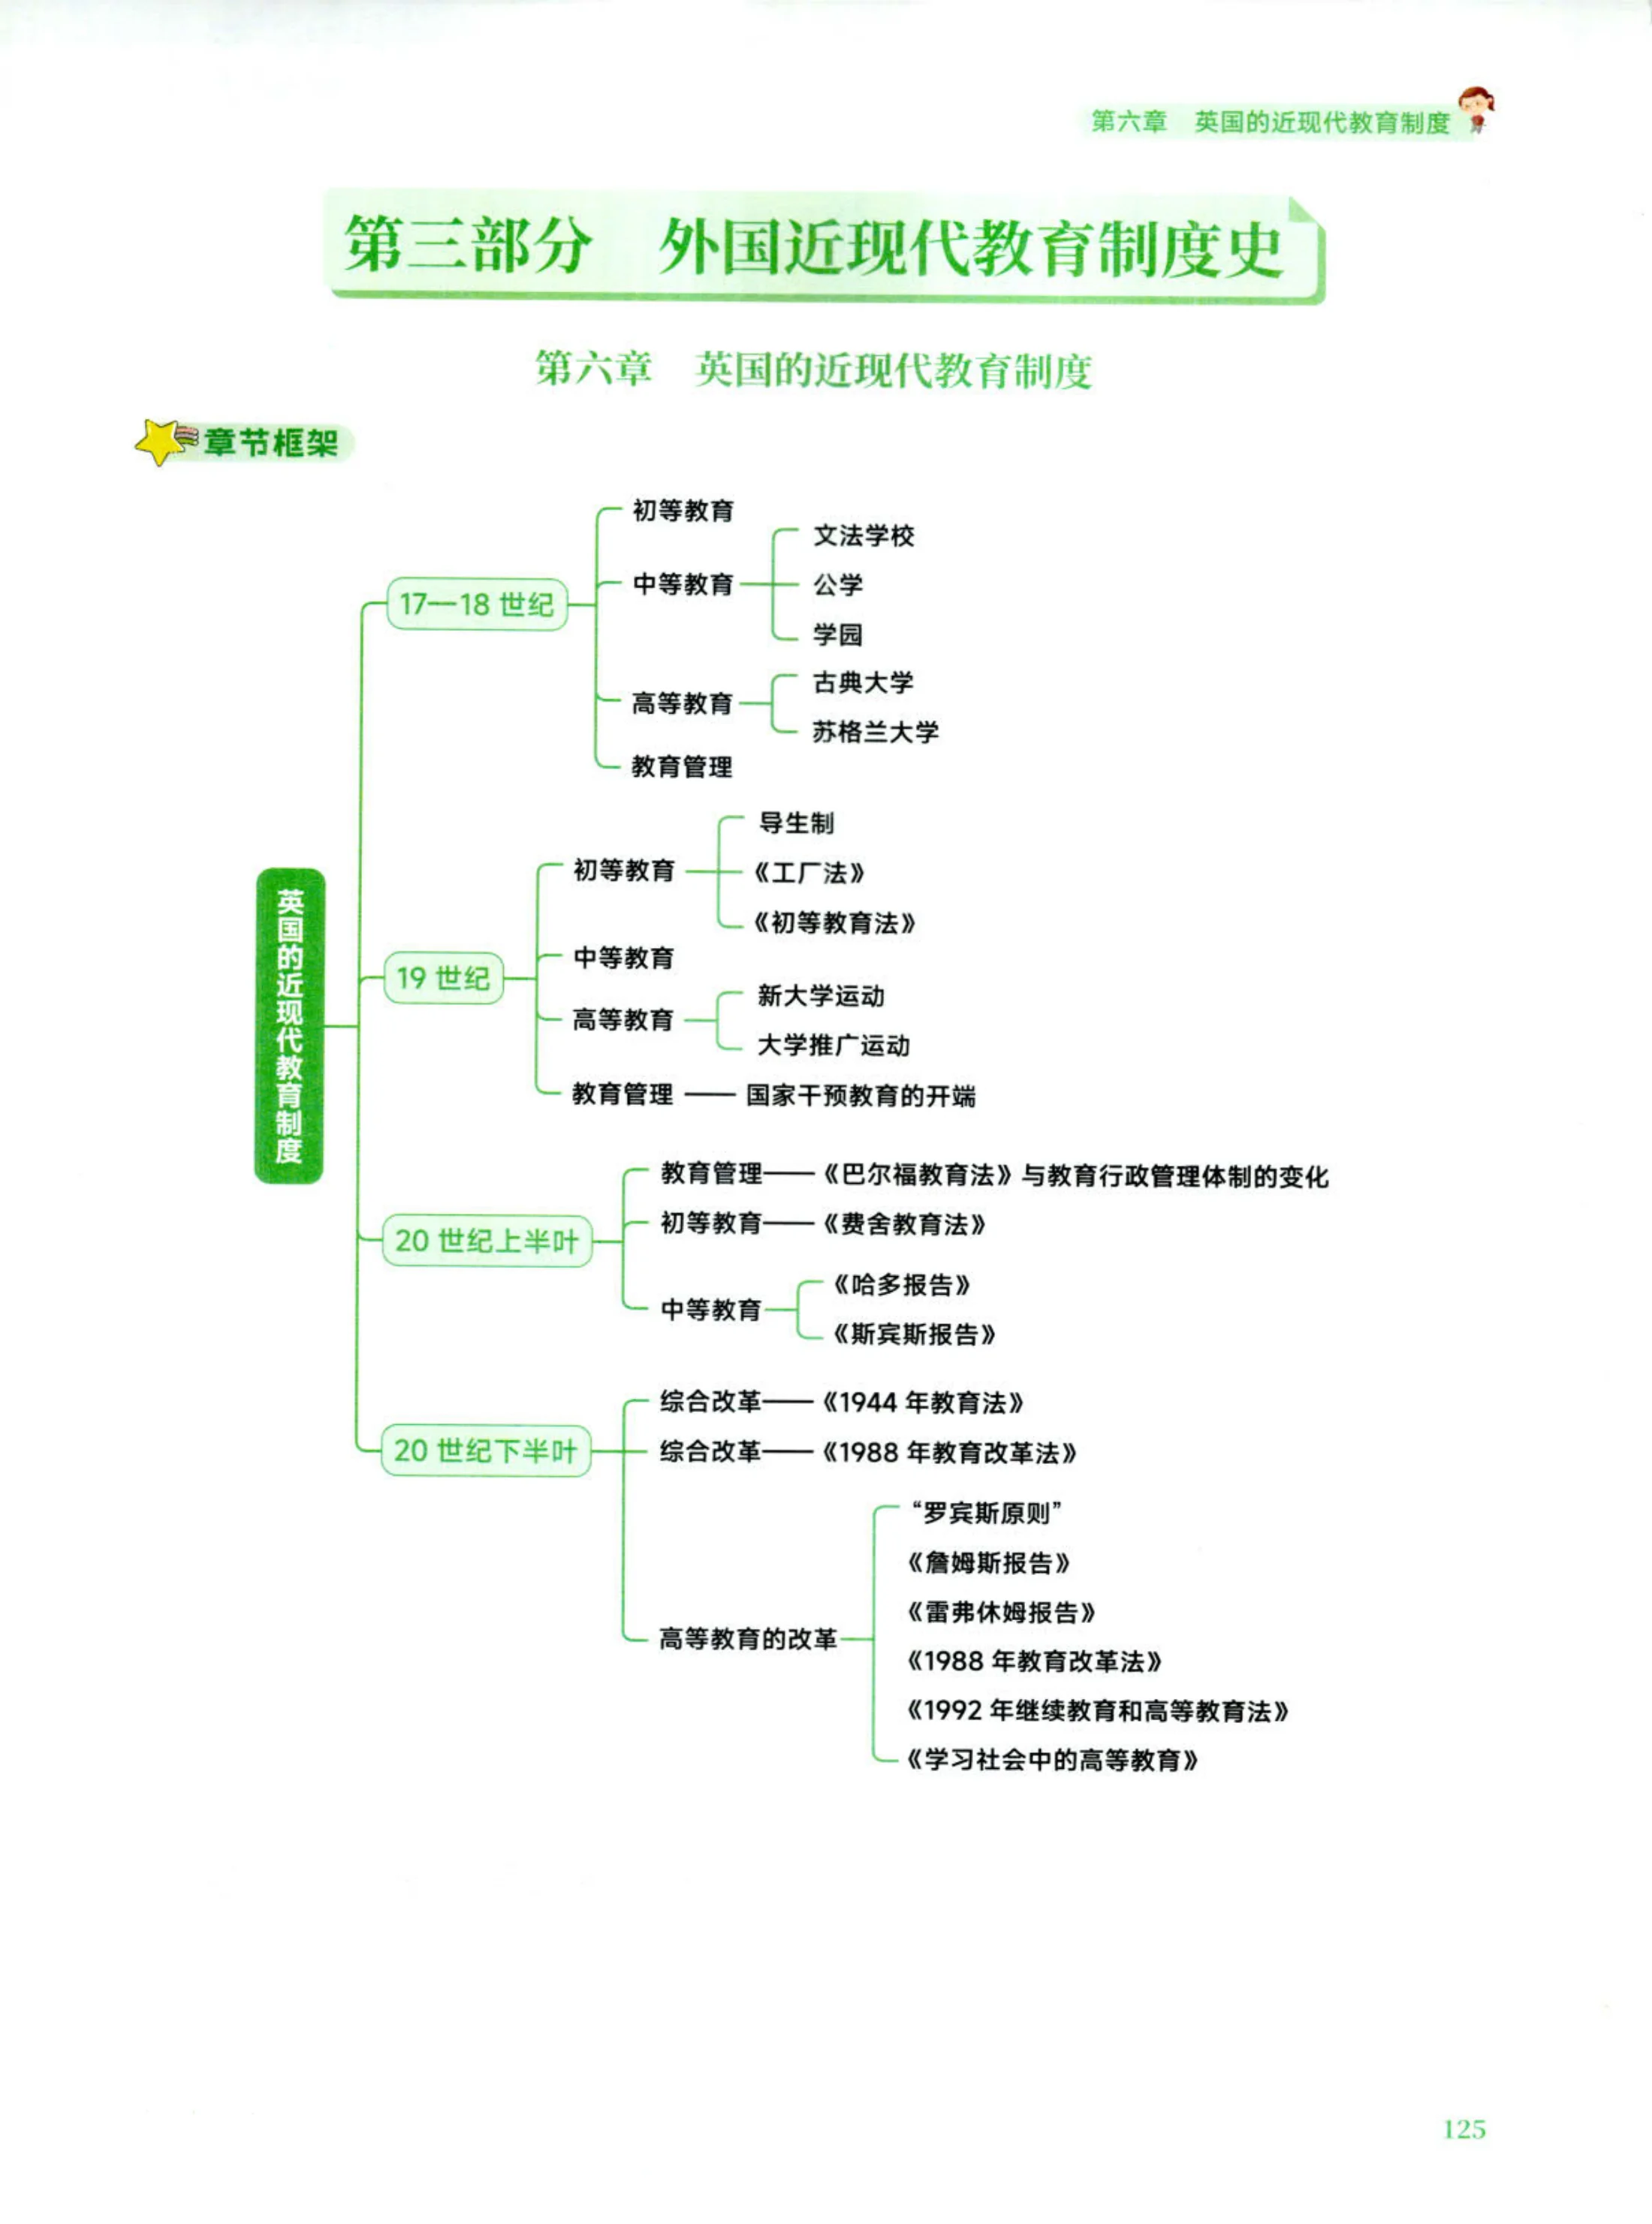 第六章 英国的近现代教育制度
第三部分 外国近现代教育制度史
第六章 英国的近现代教育制度
章节框架
英国的近现代教育制度
17—18 世纪
初等教育
中等教育
文法学校
公学
学园
高等教育
古典大学
苏格兰大学
教育管理
19 世纪
初等教育
导生制
《工厂法》
《初等教育法》
中等教育
高等教育
新大学运动
大学推广运动
教育管理 —— 国家干预教育的开端
20 世纪上半叶
教育管理——《巴尔福教育法》与教育行政管理体制的变化
初等教育——《费舍教育法》
中等教育
《哈多报告》
《斯宾斯报告》
20 世纪下半叶
综合改革——《1944 年教育法》
综合改革——《1988 年教育改革法》
高等教育的改革
“罗宾斯原则”
《詹姆斯报告》
《雷弗休姆报告》
《1988 年教育改革法》
《1992 年继续教育和高等教育法》
《学习社会中的高等教育》
125